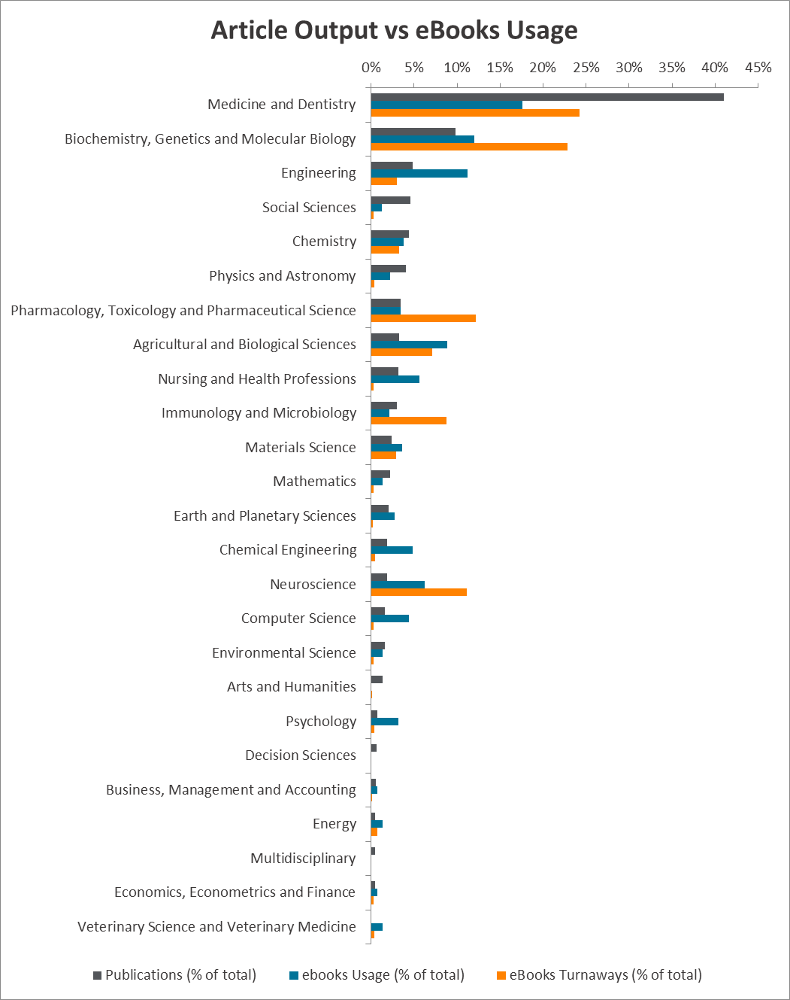 Article Output vs eBooks Usage
0% 5% 10% 15% 20% 25% 30% 35% 40% 45%
Medicine and Dentistry
Biochemistry, Genetics and Molecular Biology
Engineering
Social Sciences
Chemistry
Physics and Astronomy
Pharmacology, Toxicology and Pharmaceutical Science
Agricultural and Biological Sciences
Nursing and Health Professions
Immunology and Microbiology
Materials Science
Mathematics
Earth and Planetary Sciences
Chemical Engineering
Neuroscience
Computer Science
Environmental Science
Arts and Humanities
Psychology
Decision Sciences
Business, Management and Accounting
Energy
Multidisciplinary
Economics, Econometrics and Finance
Veterinary Science and Veterinary Medicine
Publications (% of total) ebooks Usage (% of total) eBooks Turnaways (% of total)